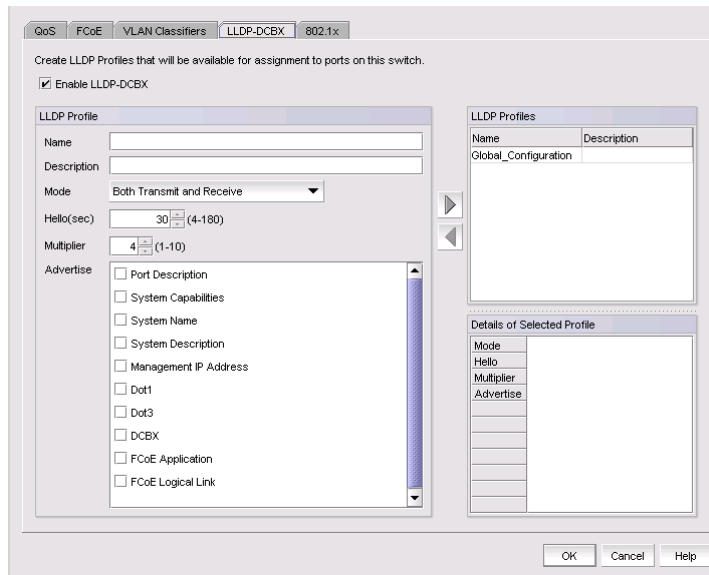 QoS FCoE VLAN Classifiers LLDP-DCBX 802.1x
Create LLDP Profiles that will be available for assignment to ports on this switch.
Enable LLDP-DCBX
LLDP Profile
Name
Description
Mode Both Transmit and Receive
Hello(sec) 30 (4-180)
Multiplier 4 (1-10)
Advertise
Port Description
System Capabilities
System Name
System Description
Management IP Address
Dot1
Dot3
DCBX
FCoE Application
FCoE Logical Link
LLDP Profiles
Name Description
Global_Configuration
Details of Selected Profile
Mode
Hello
Multiplier
Advertise
OK Cancel Help